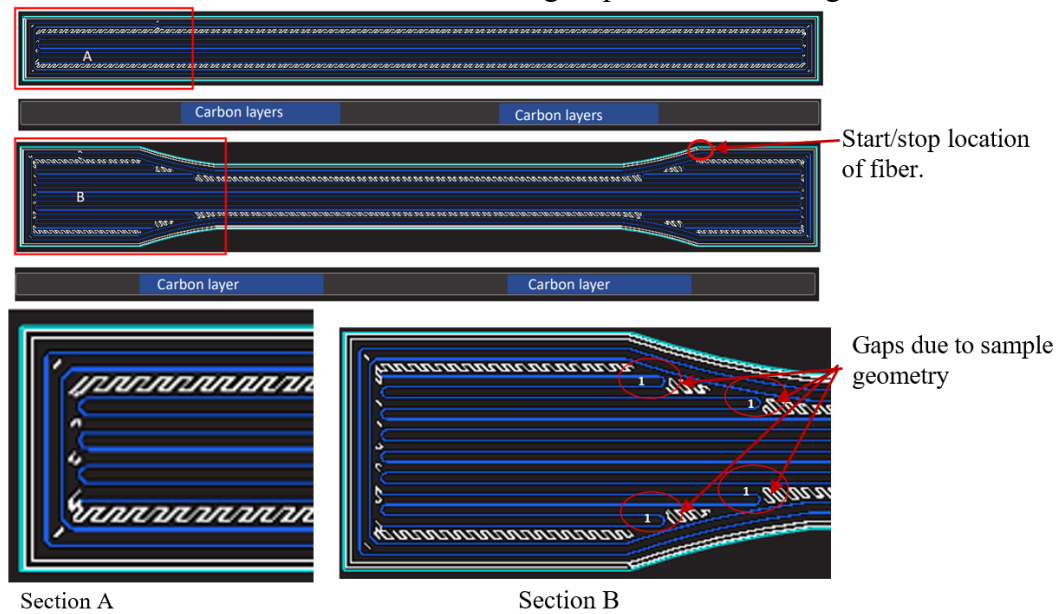 A
Carbon layers
Carbon layers
Start/stop location
of fiber.
B
Carbon layer
Carbon layer
Gaps due to sample
geometry
1
1
1
1
Section A
Section B